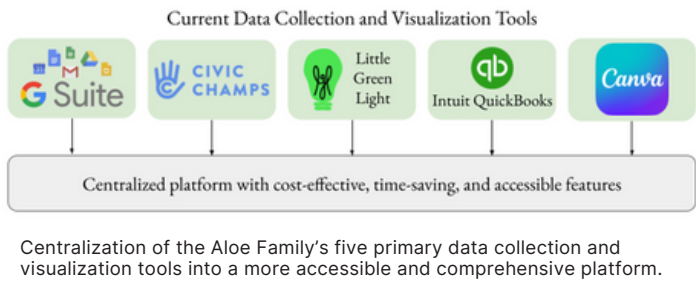 Current Data Collection and Visualization Tools
G Suite
CIVIC
CHAMPS
Little
Green
Light
qb
Intuit QuickBooks
Canva
Centralized platform with cost-effective, time-saving, and accessible features
Centralization of the Aloe Family's five primary data collection and
visualization tools into a more accessible and comprehensive platform.